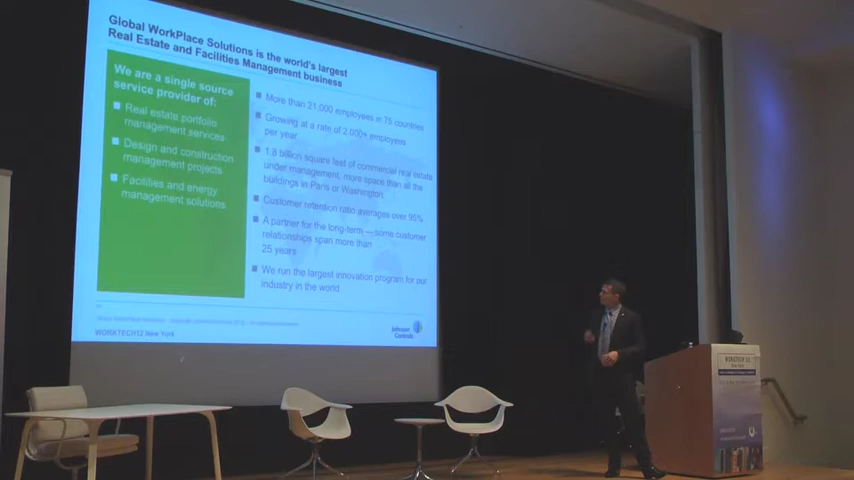 Global WorkPlace Solutions is the world's largest
Real Estate and Facilities Management business
We are a single source
service provider of:
Real estate portfolio
management services
Design and construction
management projects
Facilities and energy
management solutions
More than 21,000 employees in 75 countries
Growing at a rate of 2,000+ employees
per year
1.8 billion square feet of commercial real estate
under management, more space than all the
buildings in Paris or Washington
Customer retention ratio averages over 95%
A partner for the long-term — some customer
relationships span more than
25 years
We run the largest innovation program for our
industry in the world
WORKTECH12 New York
Johnson
Controls